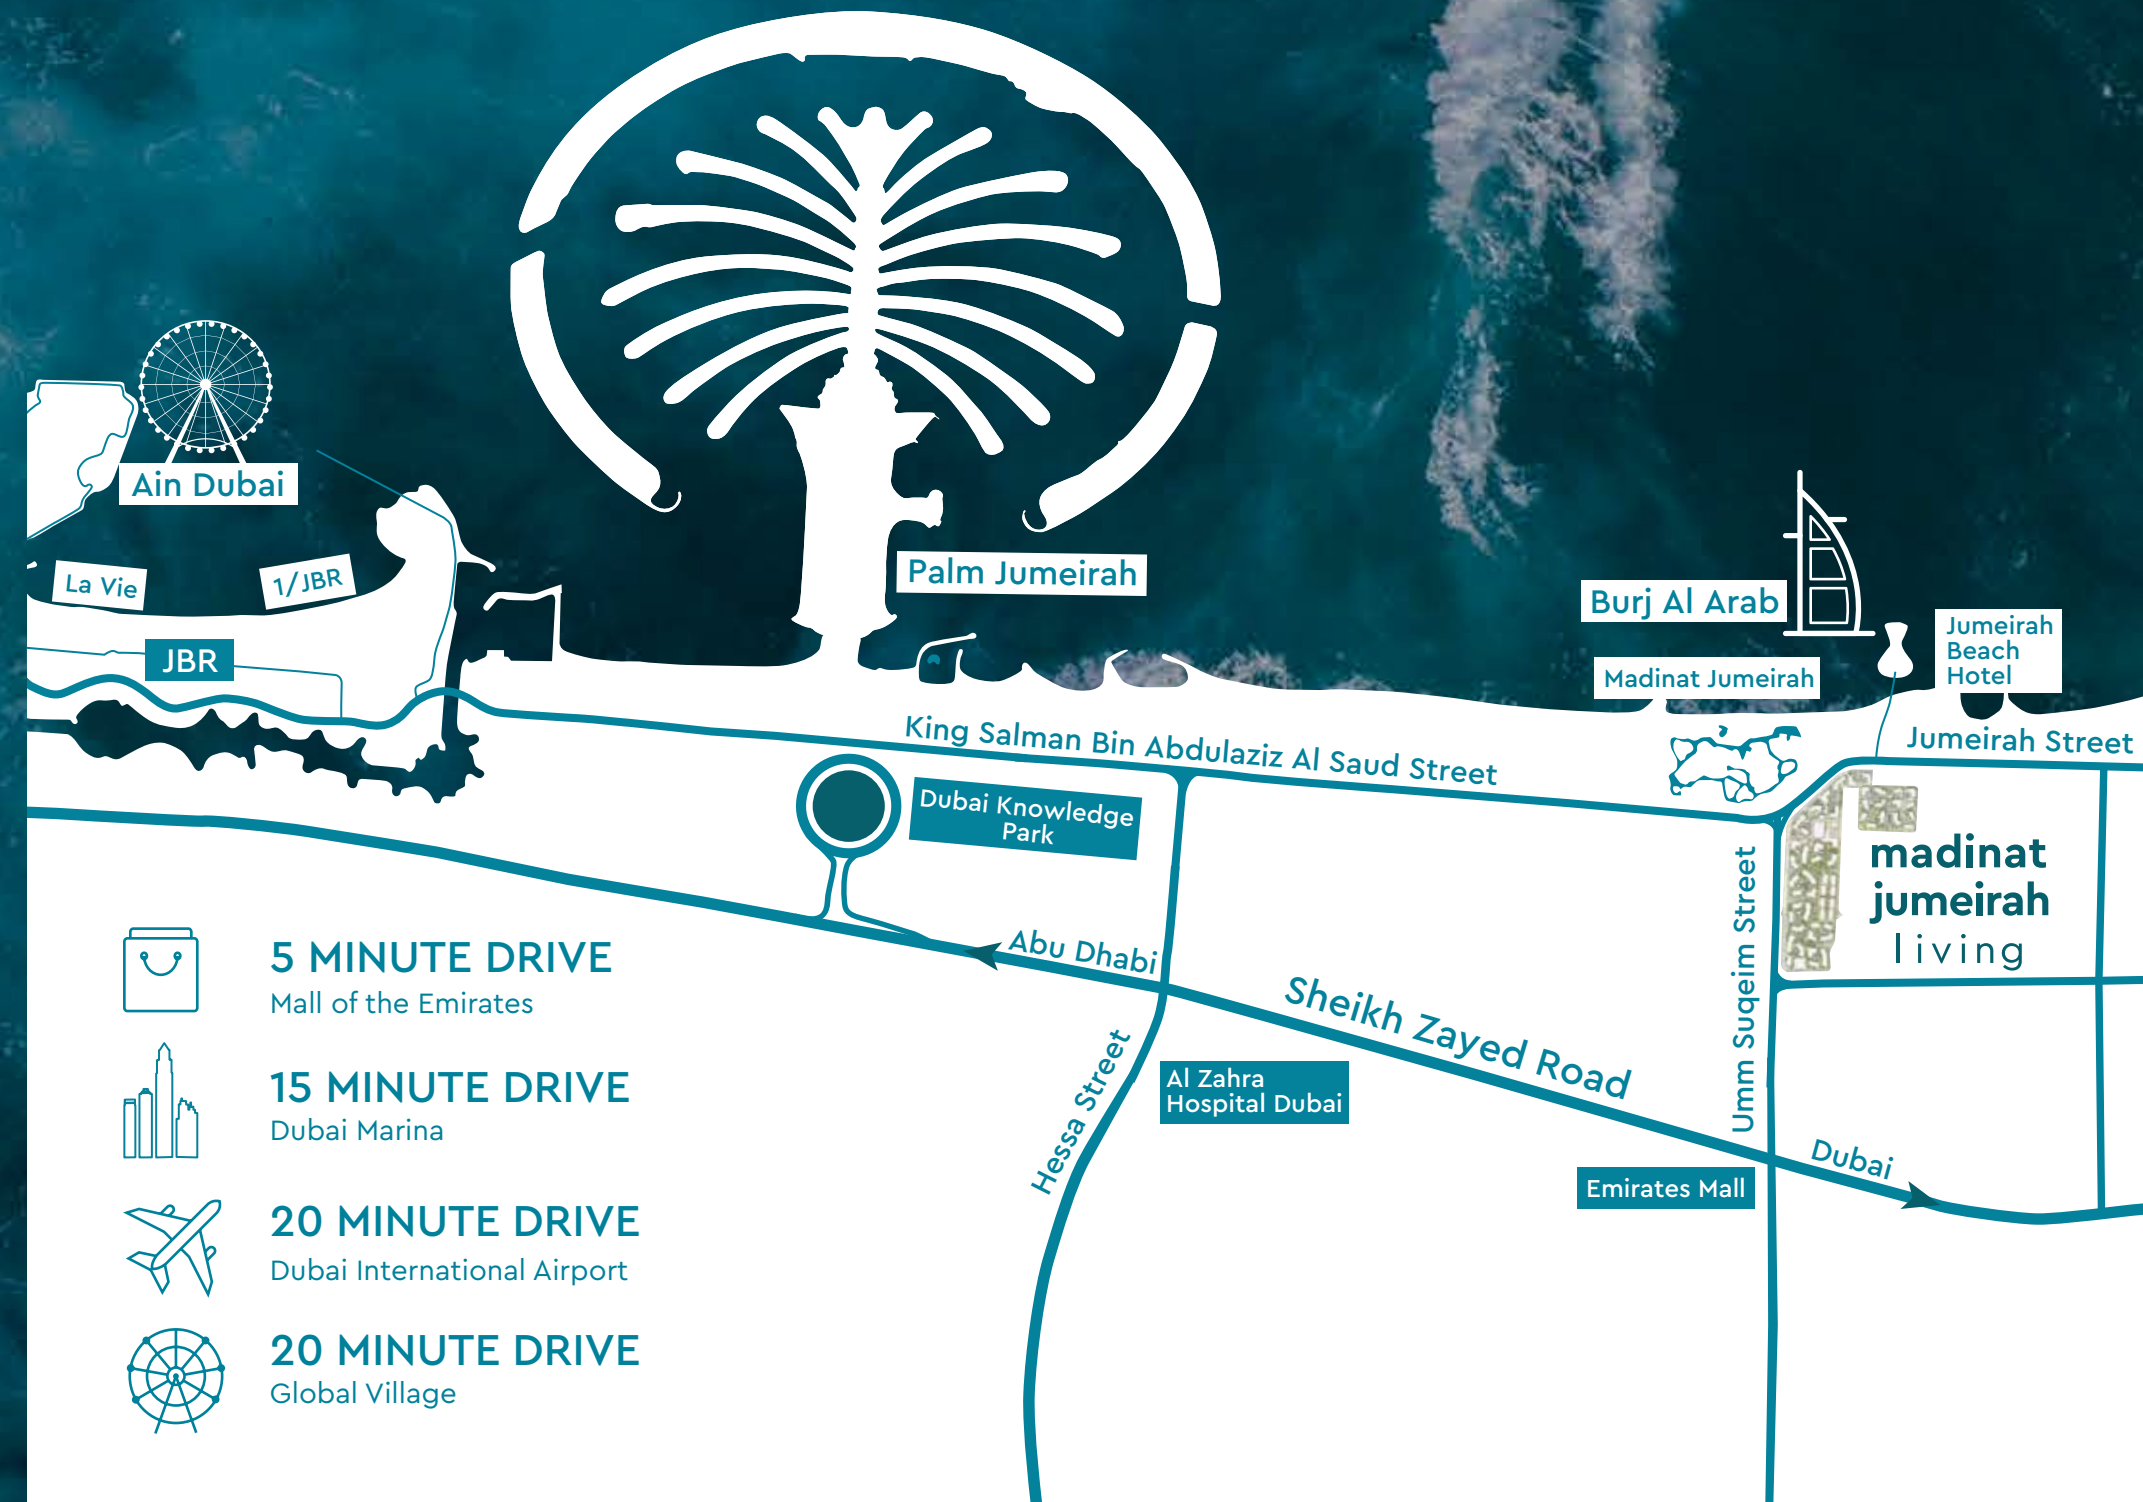 Ain Dubai
La Vie
1/JBR
JBR
Palm Jumeirah
Burj Al Arab
Madinat Jumeirah
Jumeirah
Beach
Hotel
King Salman Bin Abdulaziz Al Saud Street
Jumeirah Street
Dubai Knowledge
Park
madinat
jumeirah
living
Umm Suqeim Street
Abu Dhabi
Sheikh Zayed Road
Hessa Street
Al Zahra
Hospital Dubai
Dubai
Emirates Mall
5 MINUTE DRIVE
Mall of the Emirates
15 MINUTE DRIVE
Dubai Marina
20 MINUTE DRIVE
Dubai International Airport
20 MINUTE DRIVE
Global Village